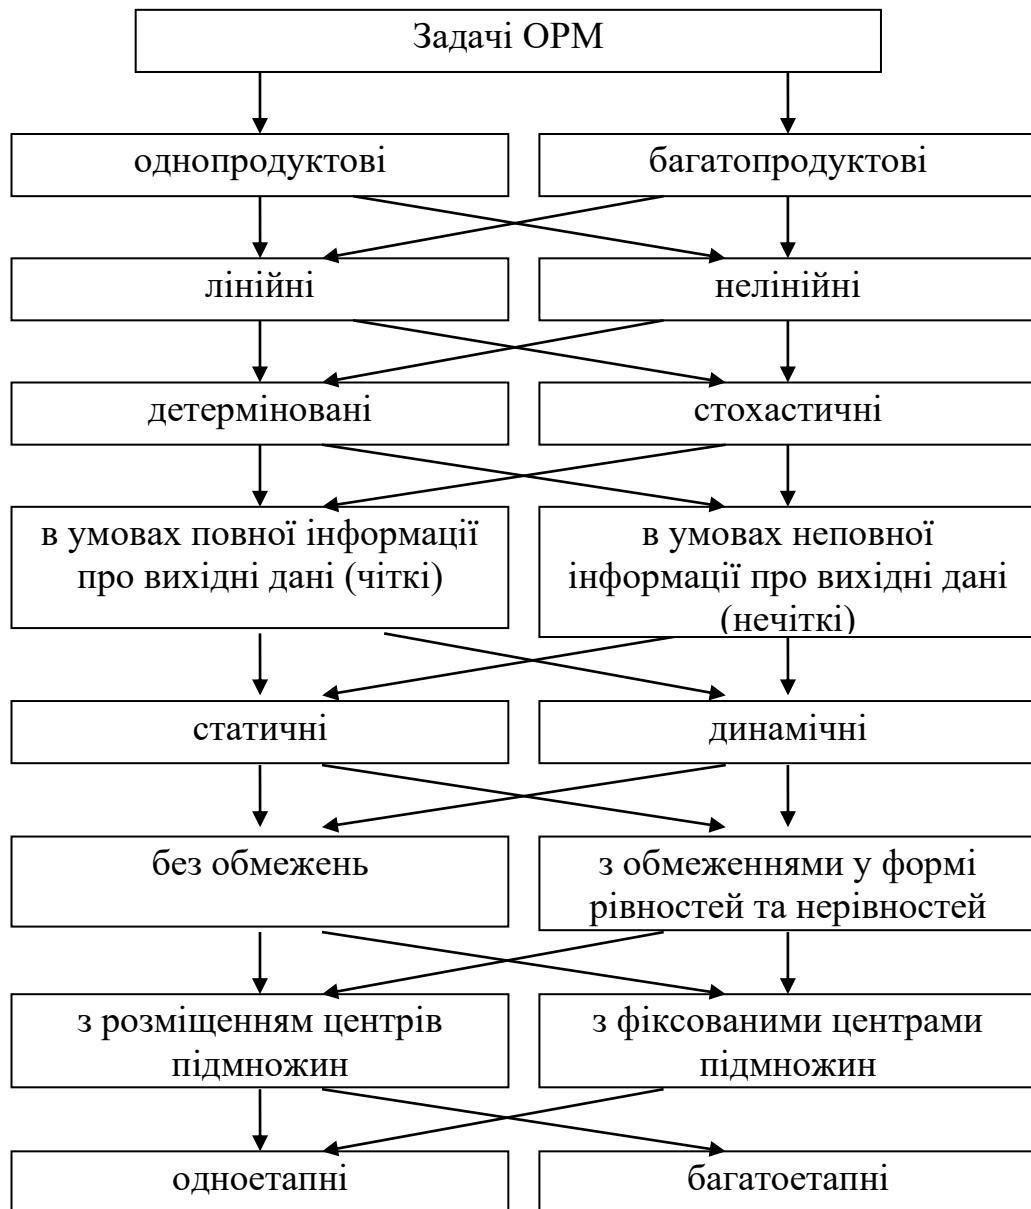 Задачі ОРМ
однопродуктові
багатопродуктові
лінійні
нелінійні
детерміновані
стохастичні
в умовах повної інформації
про вихідні дані (чіткі)
в умовах неповної
інформації про вихідні дані
(нечіткі)
статичні
динамічні
без обмежень
з обмеженнями у формі
рівностей та нерівностей
з розміщенням центрів
підмножин
з фіксованими центрами
підмножин
одноетапні
багатоетапні